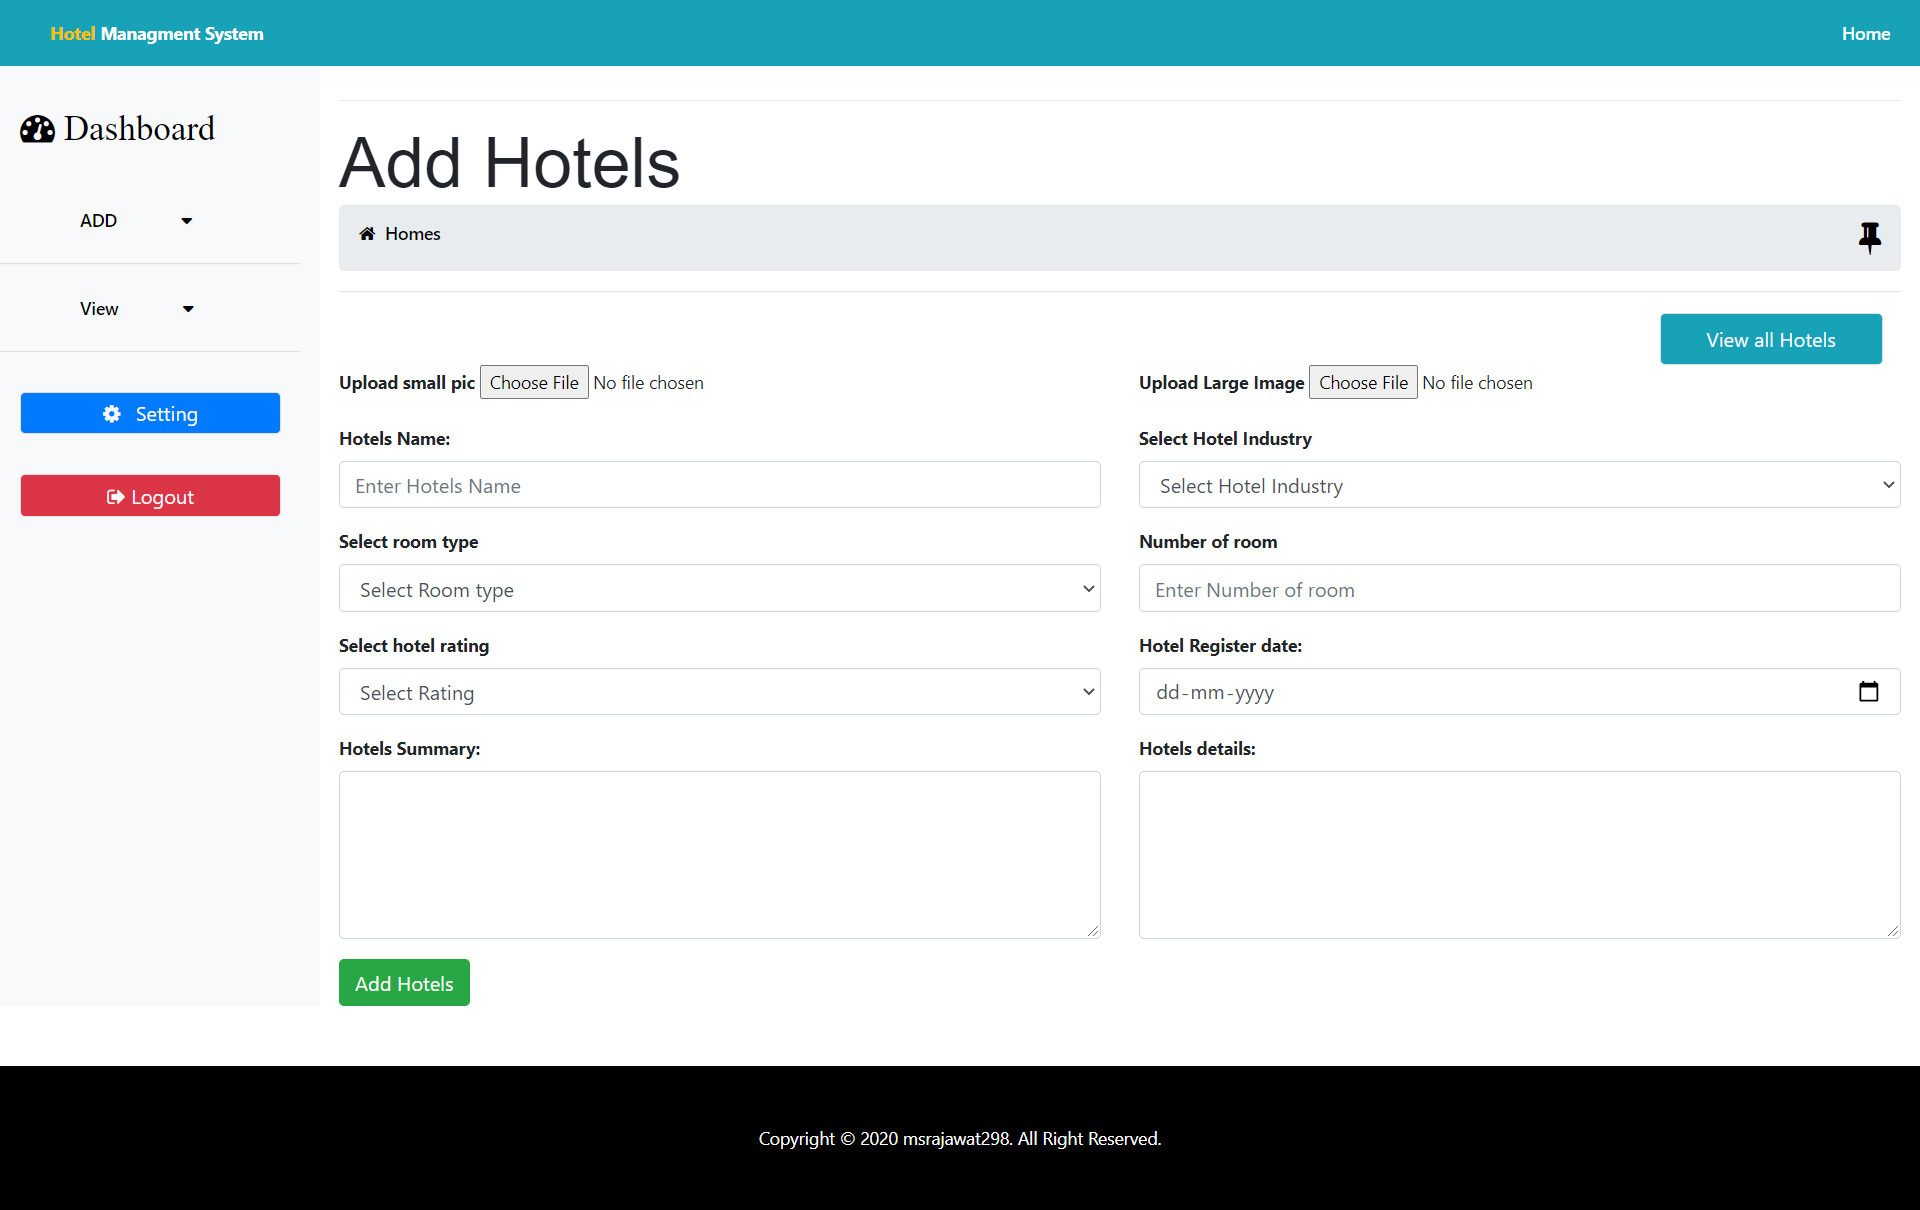 Hotel Managment System
Home
Dashboard
ADD
View
Setting
Logout
Add Hotels
Homes
View all Hotels
Upload small pic Choose File No file chosen
Upload Large Image Choose File No file chosen
Hotels Name:
Enter Hotels Name
Select Hotel Industry
Select Hotel Industry
Select room type
Select Room type
Number of room
Enter Number of room
Select hotel rating
Select Rating
Hotel Register date:
dd-mm-yyyy
Hotels Summary:
Hotels details:
Add Hotels
Copyright © 2020 msrajawat298. All Right Reserved.